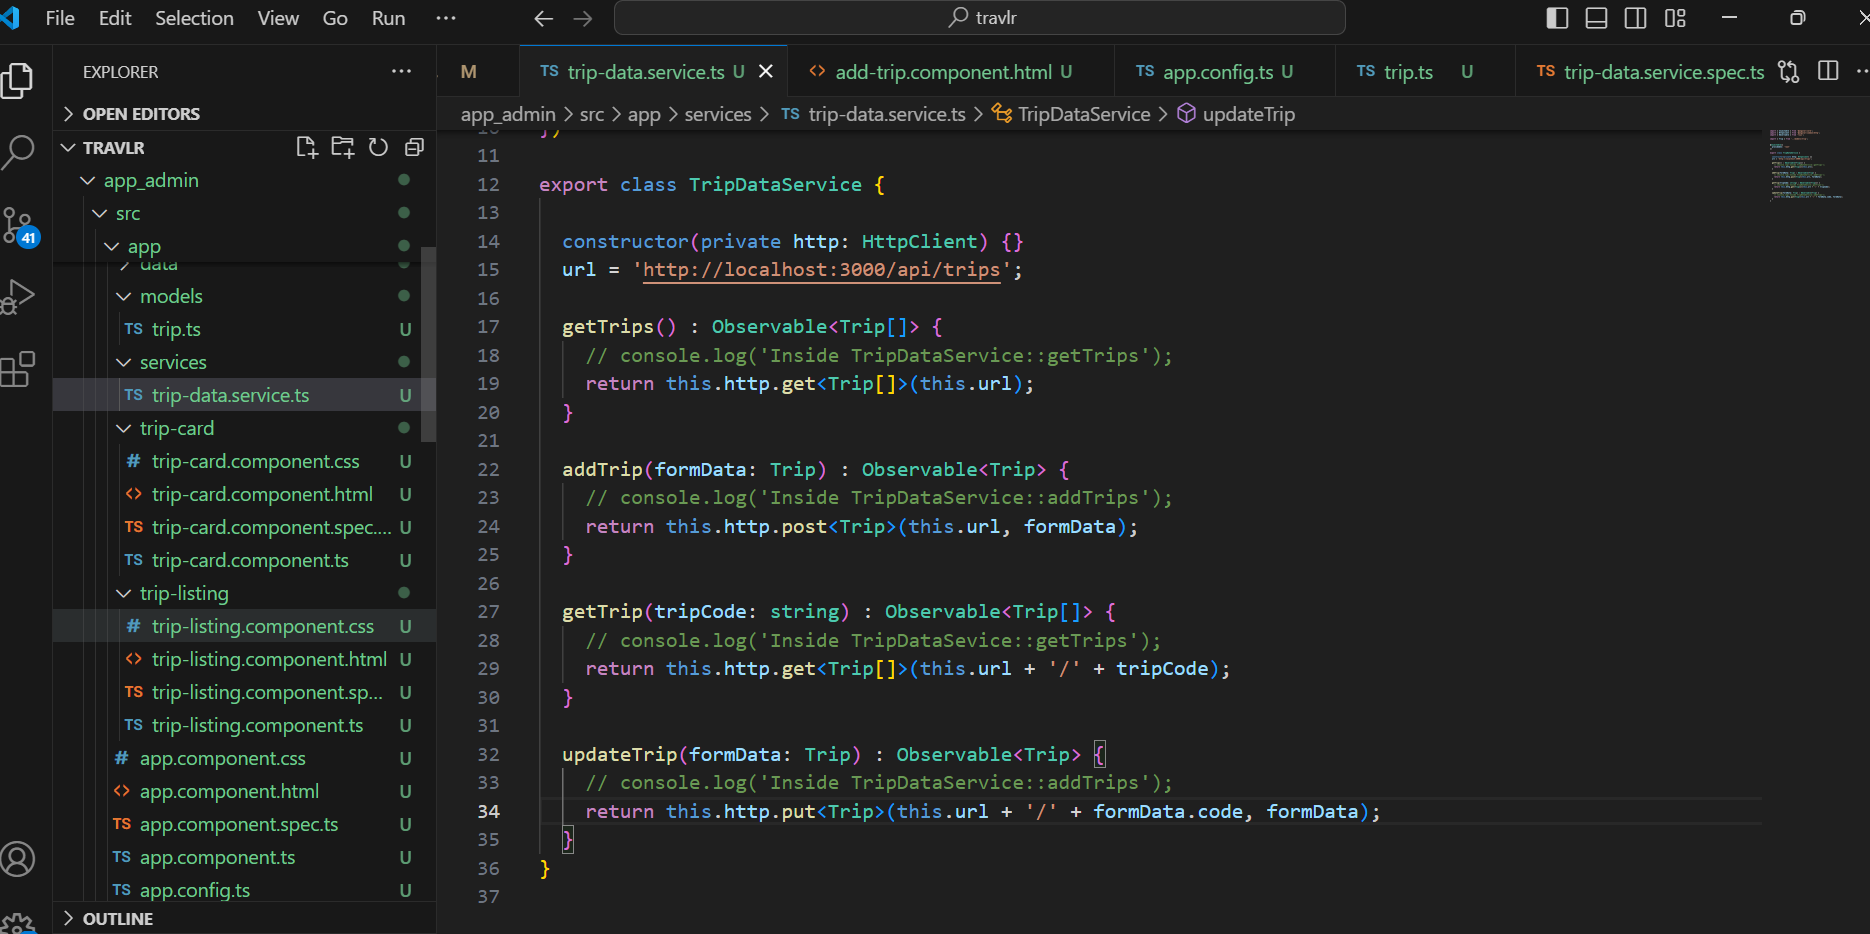 File Edit Selection View Go Run ···
travlr
EXPLORER ···
OPEN EDITORS
TRAVLR
app_admin
src
app
data
models
TS trip.ts U
services
TS trip-data.service.ts U
trip-card
# trip-card.component.css U
<> trip-card.component.html U
TS trip-card.component.spec.... U
TS trip-card.component.ts U
trip-listing
# trip-listing.component.css U
<> trip-listing.component.html U
TS trip-listing.component.sp... U
TS trip-listing.component.ts U
# app.component.css U
<> app.component.html U
TS app.component.spec.ts U
TS app.component.ts U
TS app.config.ts U
OUTLINE
41
M
TS trip-data.service.ts U
<> add-trip.component.html U
TS app.config.ts U
TS trip.ts U
TS trip-data.service.spec.ts
app_admin > src > app > services > TS trip-data.service.ts > TripDataService > updateTrip
10 })
11
12 export class TripDataService {
13
14 constructor(private http: HttpClient) {}
15 url = 'http://localhost:3000/api/trips';
16
17 getTrips() : Observable<Trip[]> {
18 // console.log('Inside TripDataService::getTrips');
19 return this.http.get<Trip[]>(this.url);
20 }
21
22 addTrip(formData: Trip) : Observable<Trip> {
23 // console.log('Inside TripDataService::addTrips');
24 return this.http.post<Trip>(this.url, formData);
25 }
26
27 getTrip(tripCode: string) : Observable<Trip[]> {
28 // console.log('Inside TripDataSevice::getTrips');
29 return this.http.get<Trip[]>(this.url + '/' + tripCode);
30 }
31
32 updateTrip(formData: Trip) : Observable<Trip> {
33 // console.log('Inside TripDataService::addTrips');
34 return this.http.put<Trip>(this.url + '/' + formData.code, formData);
35 }
36 }
37